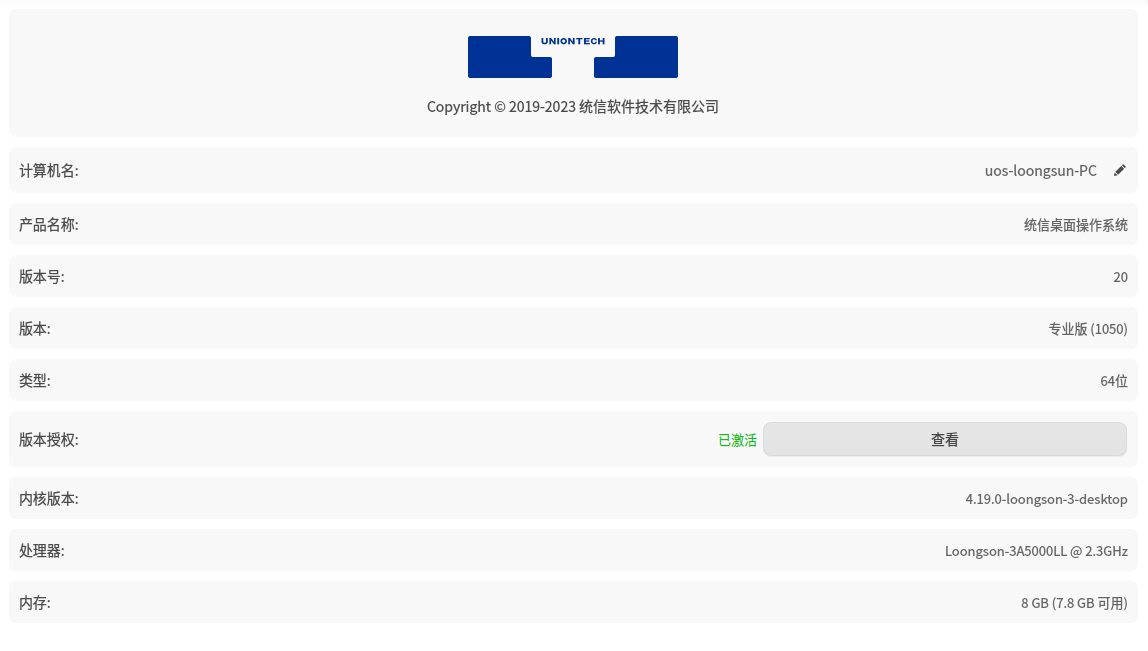 UNIONTECH
Copyright © 2019-2023 统信软件技术有限公司
计算机名: uos-loongsun-PC
产品名称: 统信桌面操作系统
版本号: 20
版本: 专业版 (1050)
类型: 64位
版本授权: 已激活 查看
内核版本: 4.19.0-loongson-3-desktop
处理器: Loongson-3A5000LL @ 2.3GHz
内存: 8 GB (7.8 GB 可用)